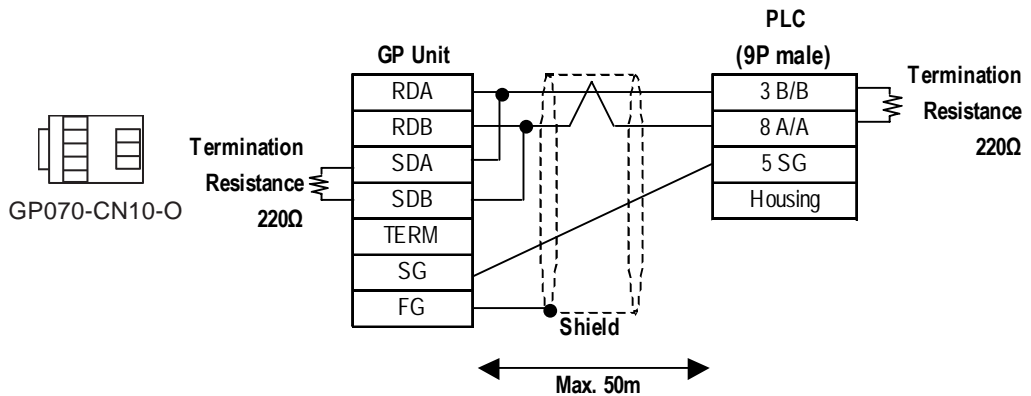 GP070-CN10-O
GP Unit
RDA
RDB
SDA
SDB
TERM
SG
FG
Termination
Resistance
220Ω
Shield
Max. 50m
PLC
(9P male)
3 B/B
8 A/A
5 SG
Housing
Termination
Resistance
220Ω